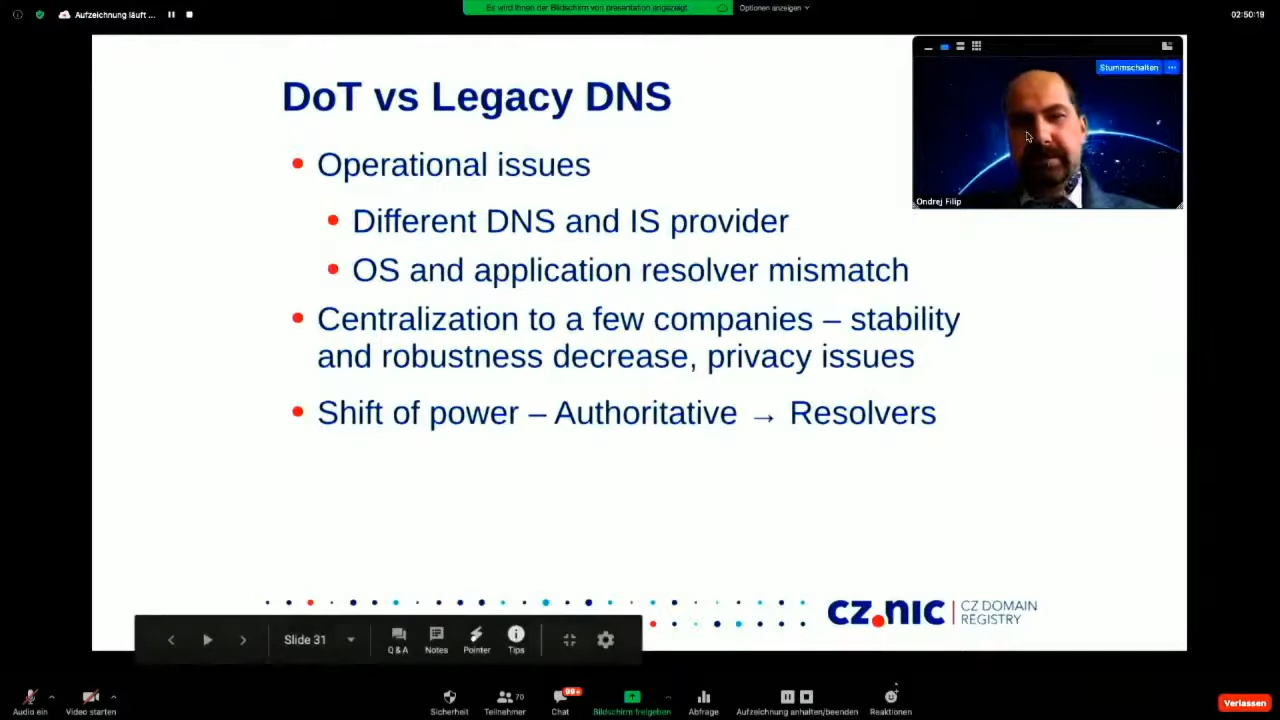 Aufzeichnung läuft ...
Es wird Ihnen der Bildschirm von presentation angezeigt
Optionen anzeigen
02:50:19
DoT vs Legacy DNS
Stummschalten
Ondrej Filip
Operational issues
Different DNS and IS provider
OS and application resolver mismatch
Centralization to a few companies – stability
and robustness decrease, privacy issues
Shift of power – Authoritative → Resolvers
CZ.NIC
CZ DOMAIN
REGISTRY
Slide 31
Q & A
Notes
Pointer
Tips
Audio ein
Video starten
Sicherheit
Teilnehmer
70
Chat
99+
Bildschirm freigeben
Abfrage
Aufzeichnung anhalten/beenden
Reaktionen
Verlassen